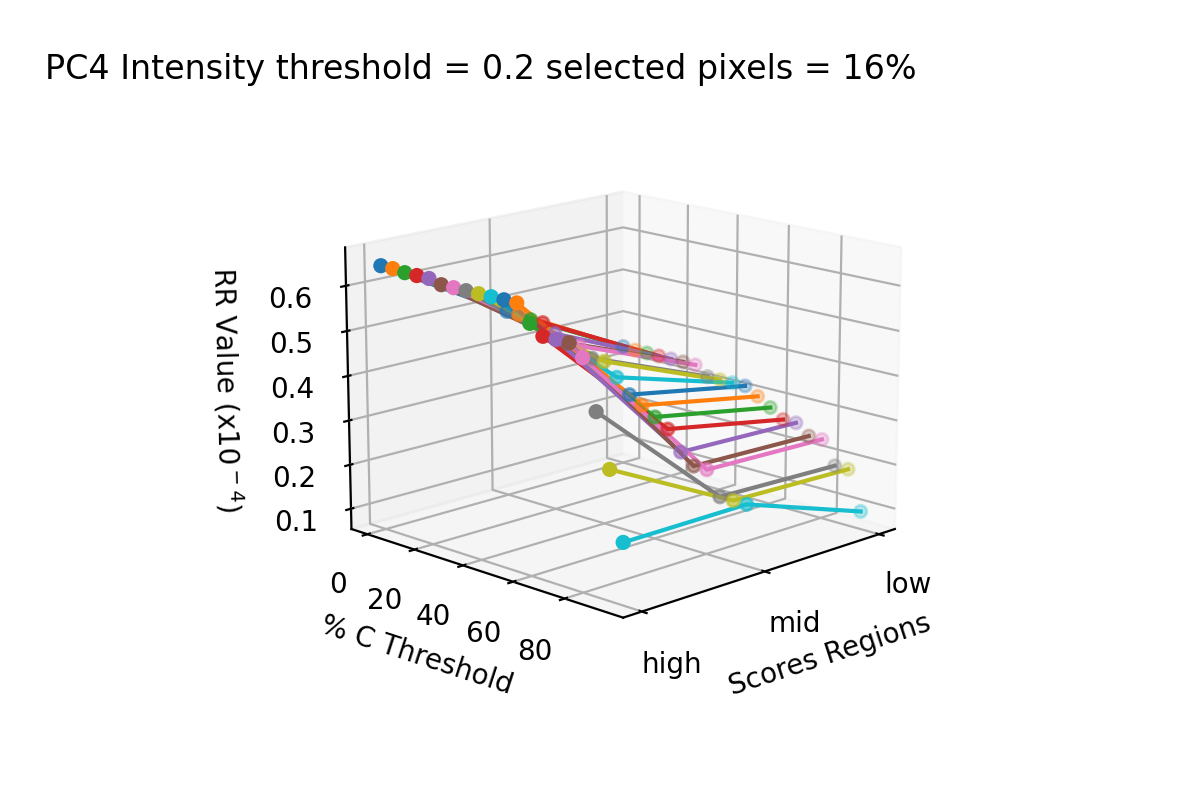 PC4 Intensity threshold = 0.2 selected pixels = 16%
RR Value (x10⁻⁴)
0.6
0.5
0.4
0.3
0.2
0.1
0
20
40
60
80
% C Threshold
high
mid
low
Scores Regions